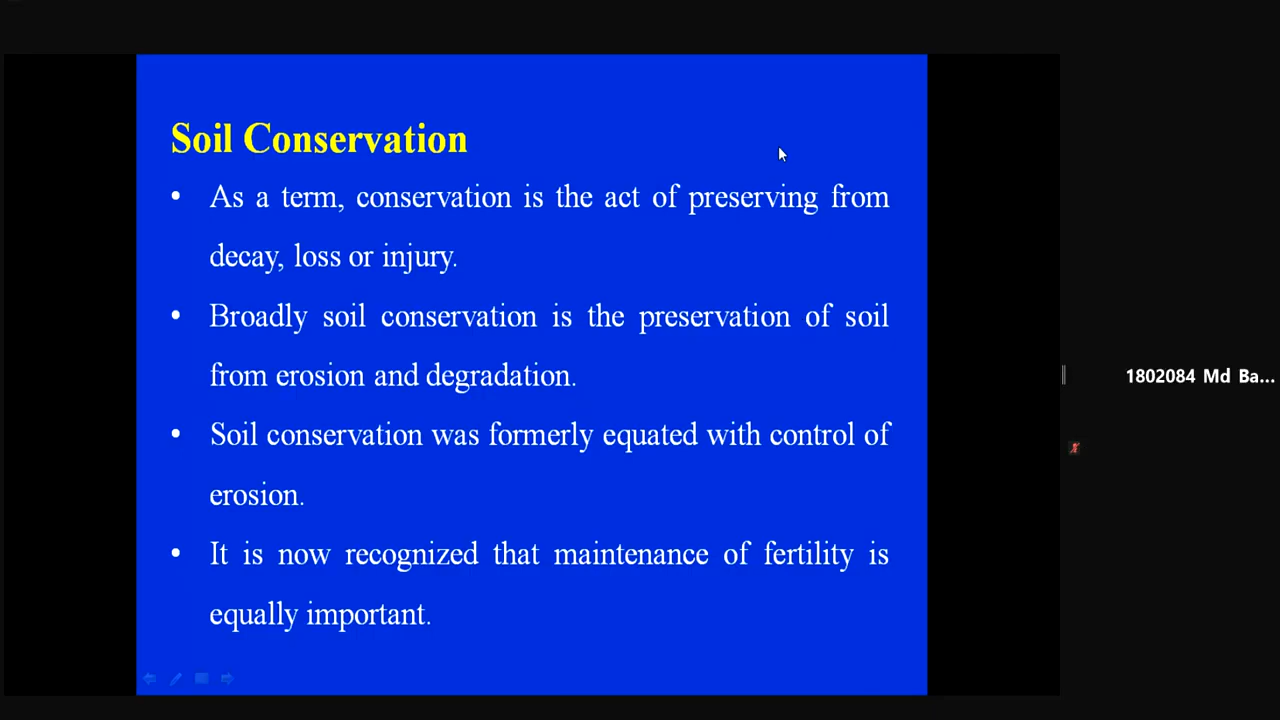 Soil Conservation
• As a term, conservation is the act of preserving from
decay, loss or injury.
• Broadly soil conservation is the preservation of soil
from erosion and degradation.
• Soil conservation was formerly equated with control of
erosion.
• It is now recognized that maintenance of fertility is
equally important.
1802084 Md Ba...